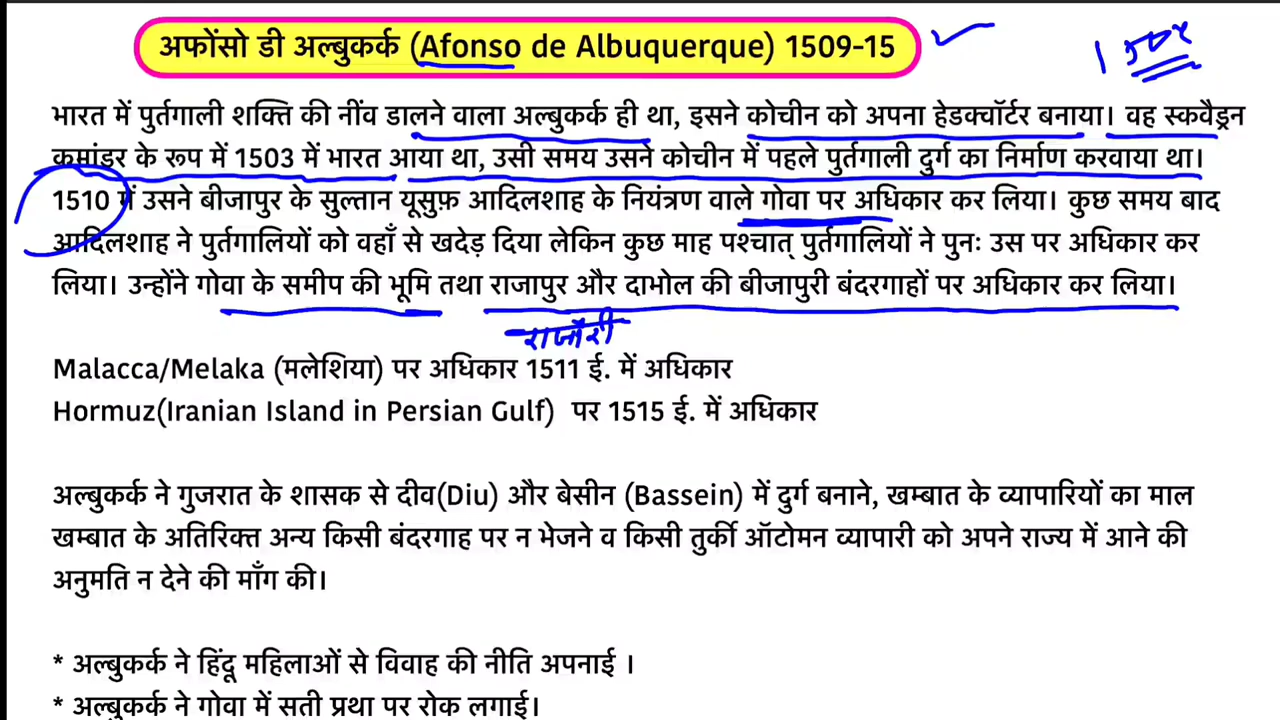 अफोंसो डी अल्बुकर्क (Afonso de Albuquerque) 1509-15
भारत में पुर्तगाली शक्ति की नींव डालने वाला अल्बुकर्क ही था, इसने कोचीन को अपना हेडक्वॉर्टर बनाया। वह स्कवैड्रन
कमांडर के रूप में 1503 में भारत आया था, उसी समय उसने कोचीन में पहले पुर्तगाली दुर्ग का निर्माण करवाया था।
1510 में उसने बीजापुर के सुल्तान यूसुफ़ आदिलशाह के नियंत्रण वाले गोवा पर अधिकार कर लिया। कुछ समय बाद
आदिलशाह ने पुर्तगालियों को वहाँ से खदेड़ दिया लेकिन कुछ माह पश्चात् पुर्तगालियों ने पुनः उस पर अधिकार कर
लिया। उन्होंने गोवा के समीप की भूमि तथा राजापुर और दाभोल की बीजापुरी बंदरगाहों पर अधिकार कर लिया।
राजौरी
Malacca/Melaka (मलेशिया) पर अधिकार 1511 ई. में अधिकार
Hormuz(Iranian Island in Persian Gulf) पर 1515 ई. में अधिकार
अल्बुकर्क ने गुजरात के शासक से दीव(Diu) और बेसीन (Bassein) में दुर्ग बनाने, खम्बात के व्यापारियों का माल
खम्बात के अतिरिक्त अन्य किसी बंदरगाह पर न भेजने व किसी तुर्की ऑटोमन व्यापारी को अपने राज्य में आने की
अनुमति न देने की माँग की।
* अल्बुकर्क ने हिंदू महिलाओं से विवाह की नीति अपनाई ।
* अल्बुकर्क ने गोवा में सती प्रथा पर रोक लगाई।